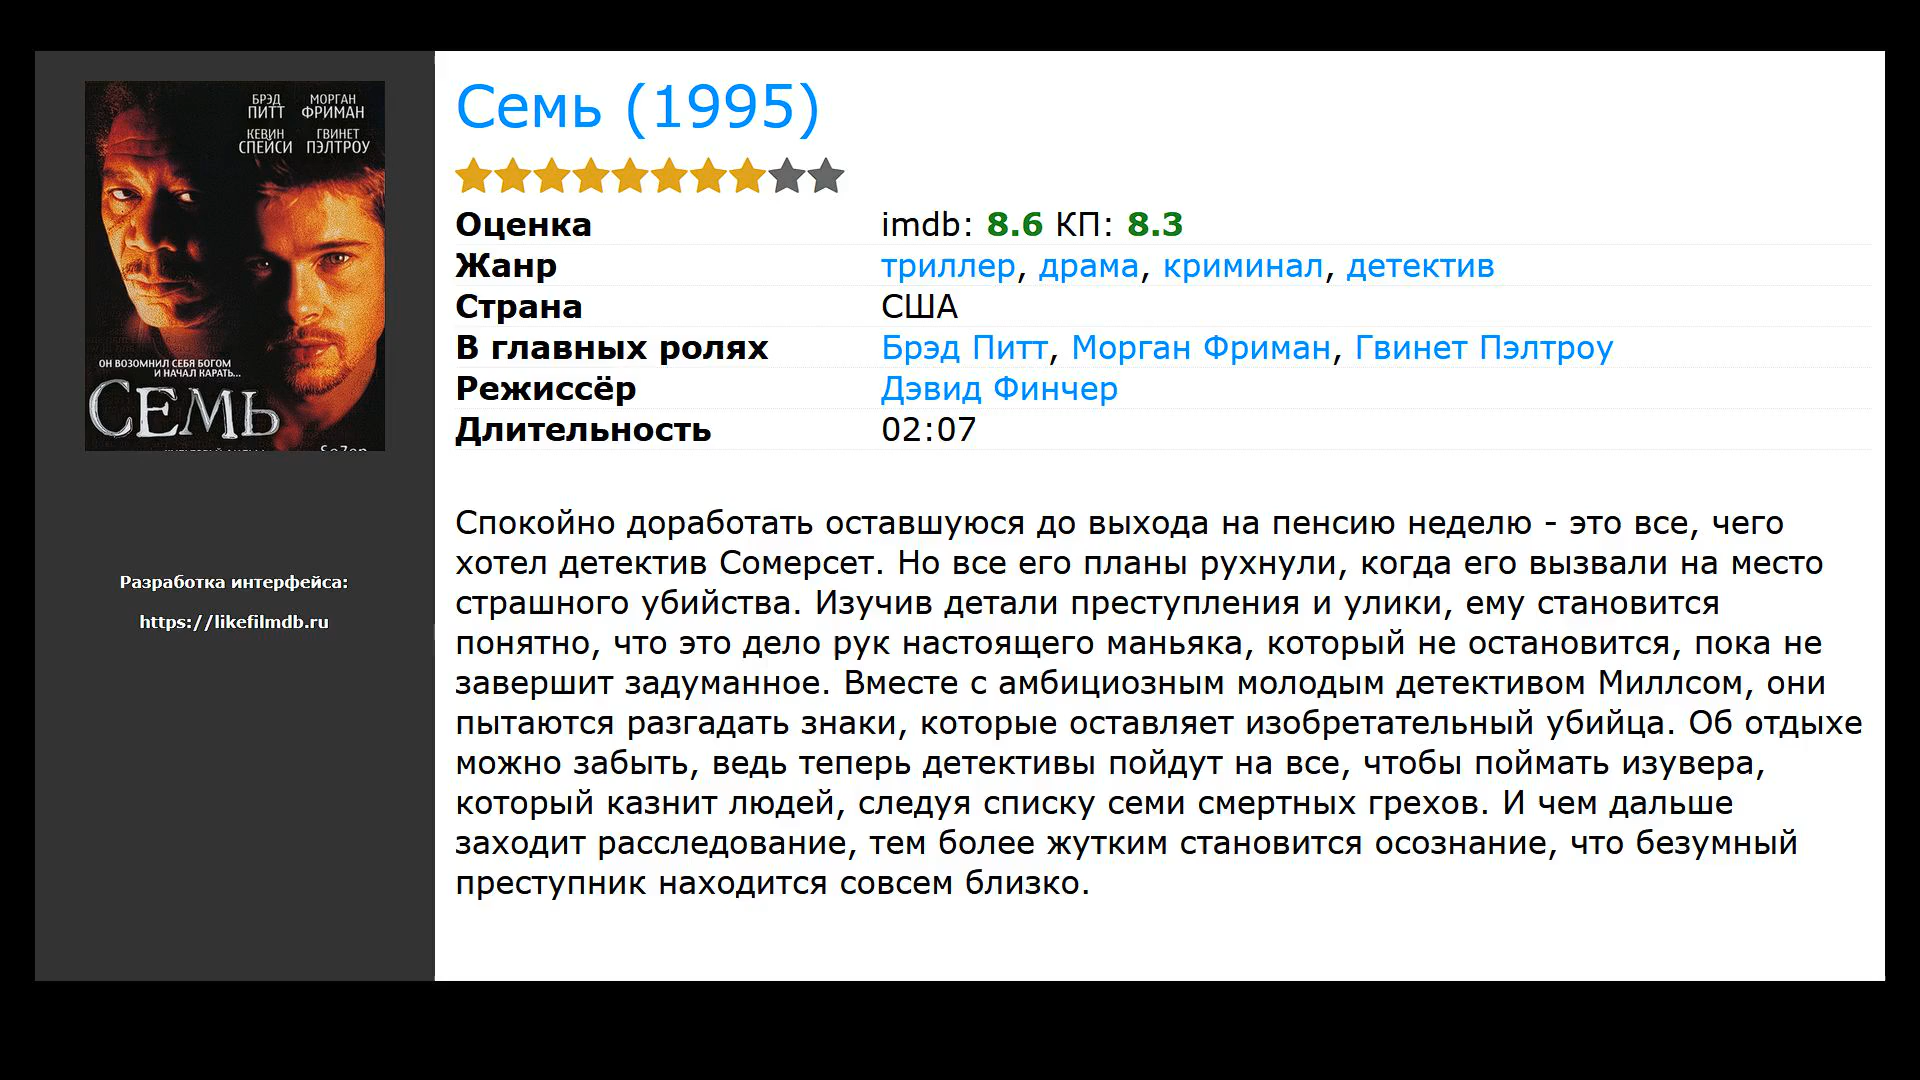 БРЭД ПИТТ
МОРГАН ФРИМАН
КЕВИН СПЕЙСИ
ГВИНЕТ ПЭЛТРОУ
ОН ВОЗОМНИЛ СЕБЯ БОГОМ
И НАЧАЛ КАРАТЬ...
СЕМЬ
Разработка интерфейса:
https://likefilmdb.ru
Семь (1995)
Оценка imdb: 8.6 КП: 8.3
Жанр триллер, драма, криминал, детектив
Страна США
В главных ролях Брэд Питт, Морган Фриман, Гвинет Пэлтроу
Режиссёр Дэвид Финчер
Длительность 02:07
Спокойно доработать оставшуюся до выхода на пенсию неделю - это все, чего
хотел детектив Сомерсет. Но все его планы рухнули, когда его вызвали на место
страшного убийства. Изучив детали преступления и улики, ему становится
понятно, что это дело рук настоящего маньяка, который не остановится, пока не
завершит задуманное. Вместе с амбициозным молодым детективом Миллсом, они
пытаются разгадать знаки, которые оставляет изобретательный убийца. Об отдыхе
можно забыть, ведь теперь детективы пойдут на все, чтобы поймать изувера,
который казнит людей, следуя списку семи смертных грехов. И чем дальше
заходит расследование, тем более жутким становится осознание, что безумный
преступник находится совсем близко.